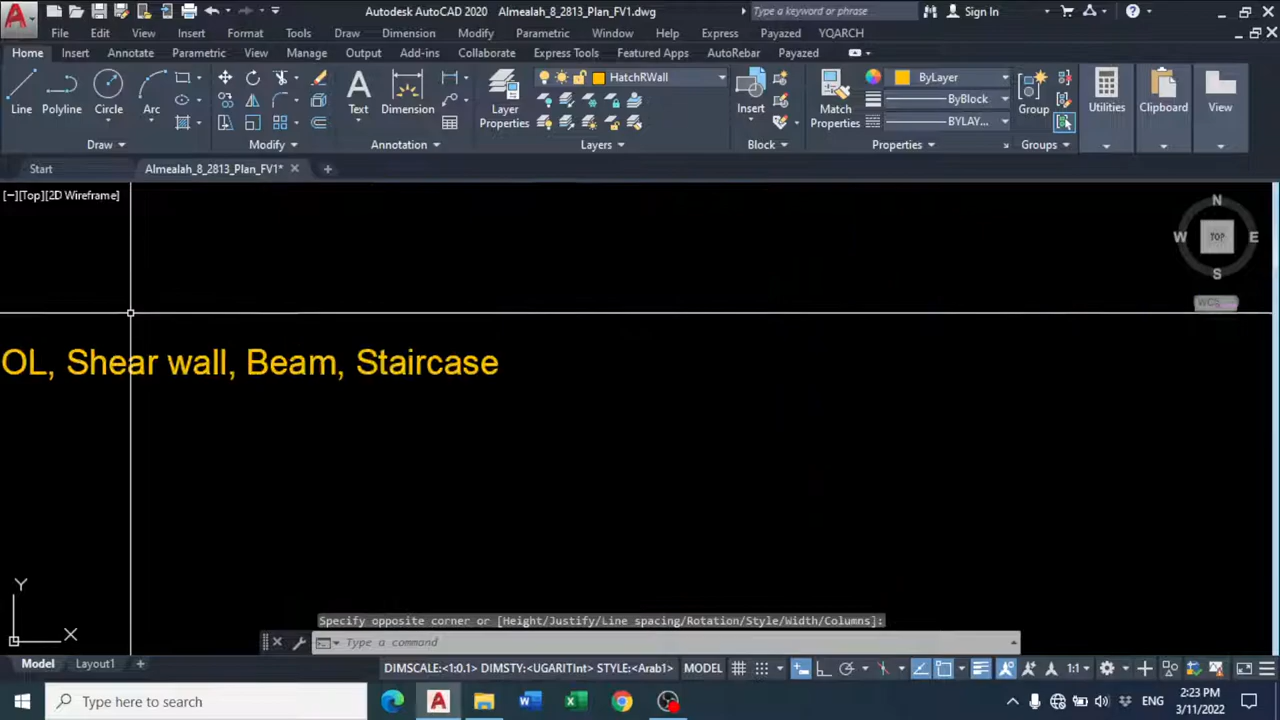 Autodesk AutoCAD 2020 Almealah_8_2813_Plan_FV1.dwg Type a keyword or phrase Sign In
File Edit View Insert Format Tools Draw Dimension Modify Parametric Window Help Express Payazed YQARCH
Home Insert Annotate Parametric View Manage Output Add-ins Collaborate Express Tools Featured Apps AutoRebar Payazed
HatchRWall ByLayer
ByBlock
BYLAY...
Line Polyline Circle Arc Text Dimension Layer Properties Insert Match Properties Group Utilities Clipboard View
Draw Modify Annotation Layers Block Properties Groups
Start Almealah_8_2813_Plan_FV1*
[−][Top][2D Wireframe]
N
W TOP E
S
WCS
OL, Shear wall, Beam, Staircase
Y
X
Specify opposite corner or [Height/Justify/Line spacing/Rotation/Style/Width/Columns]:
Type a command
Model Layout1 DIMSCALE:<1:0.1> DIMSTY:<UGARITInt> STYLE:<Arab1> MODEL 1:1
Type here to search ENG 2:23 PM
3/11/2022